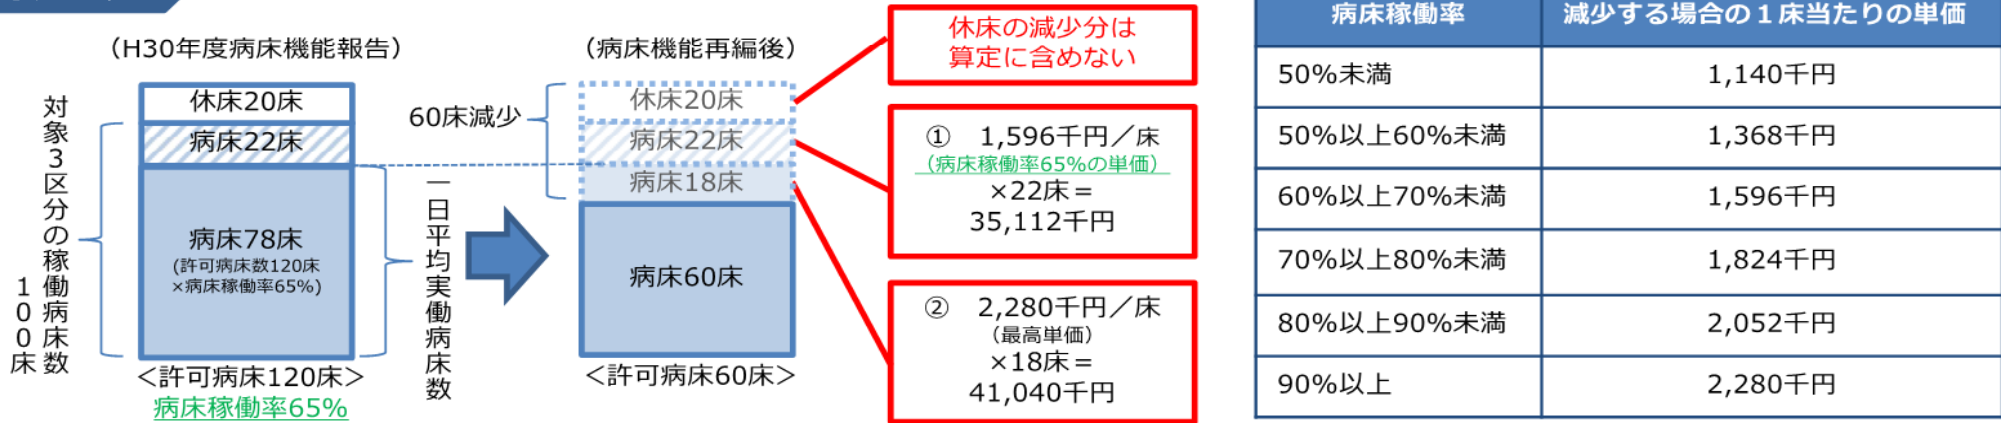 （H30年度病床機能報告）
対象3区分の稼働病床数
100床
休床20床
病床22床
病床78床
(許可病床数120床
×病床稼働率65%)
＜許可病床120床＞
病床稼働率65%
一日平均実働病床数
（病床機能再編後）
60床減少
休床20床
病床22床
病床18床
病床60床
＜許可病床60床＞
休床の減少分は
算定に含めない
①　1,596千円／床
（病床稼働率65%の単価）
×22床＝
35,112千円
②　2,280千円／床
（最高単価）
×18床＝
41,040千円
病床稼働率　減少する場合の１床当たりの単価
50%未満　1,140千円
50%以上60%未満　1,368千円
60%以上70%未満　1,596千円
70%以上80%未満　1,824千円
80%以上90%未満　2,052千円
90%以上　2,280千円